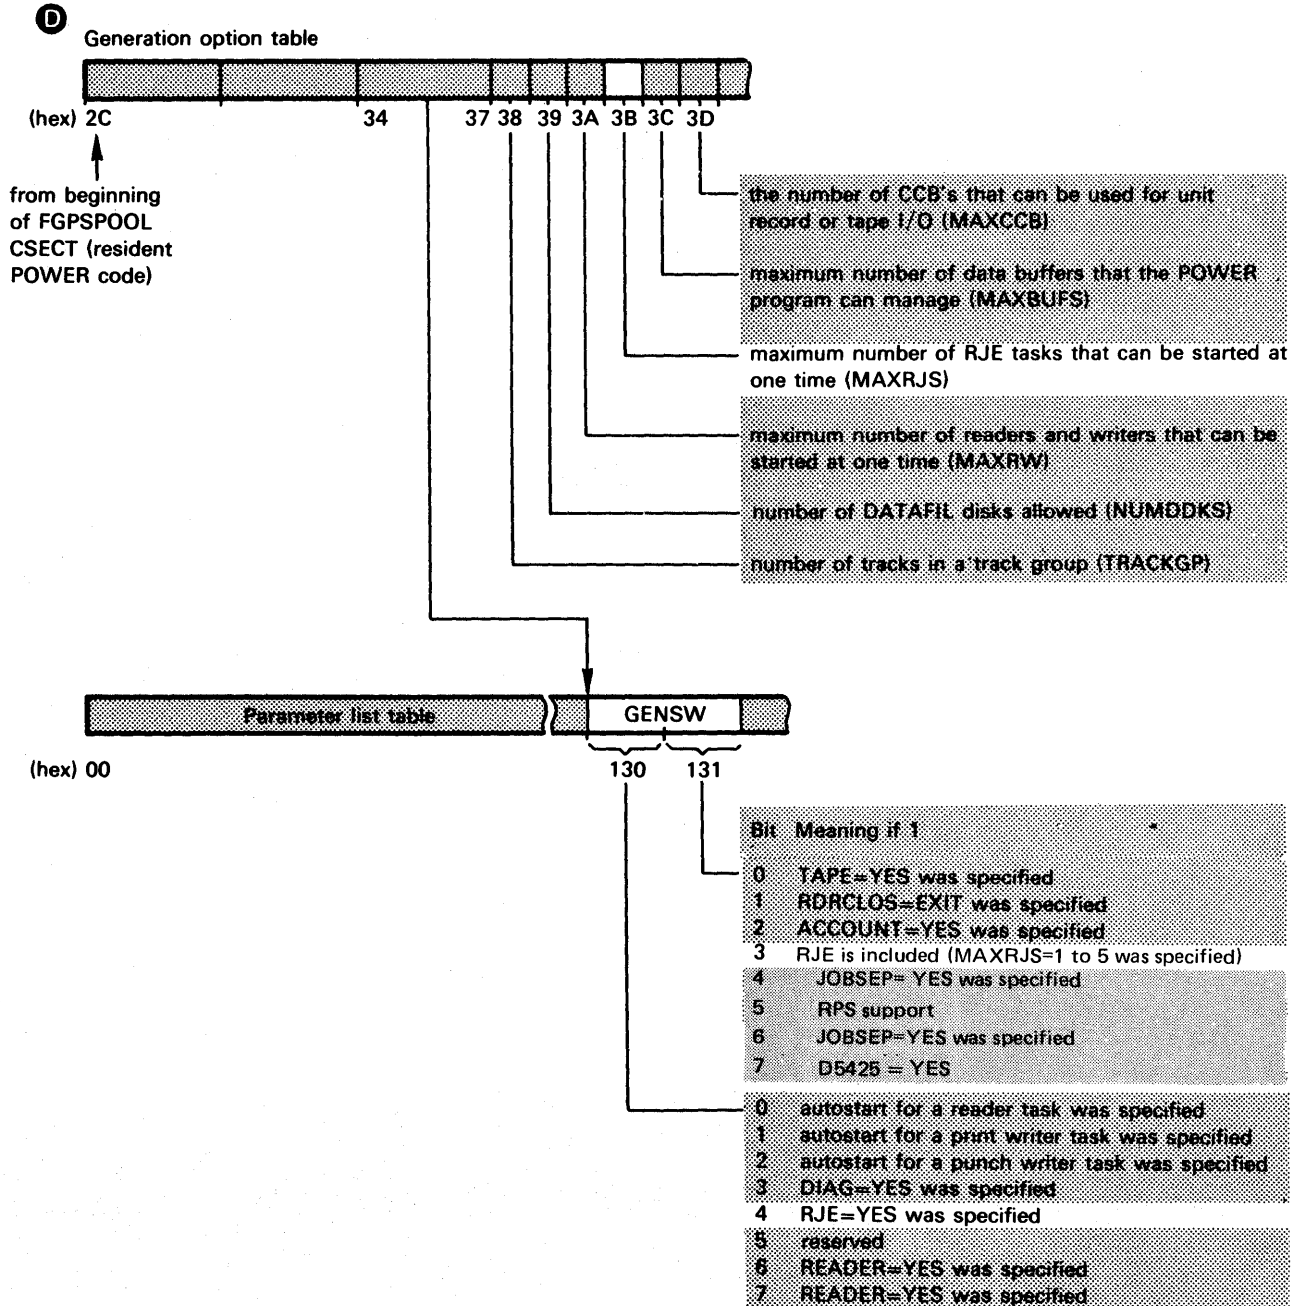 D
Generation option table
(hex) 2C 34 37 38 39 3A 3B 3C 3D
from beginning
of FGPSPOOL
CSECT (resident
POWER code)
the number of CCB's that can be used for unit
record or tape I/O (MAXCCB)
maximum number of data buffers that the POWER
program can manage (MAXBUFS)
maximum number of RJE tasks that can be started at
one time (MAXRJS)
maximum number of readers and writers that can be
started at one time (MAXRW)
number of DATAFIL disks allowed (NUMDDKS)
number of tracks in a track group (TRACKGP)
Parameter list table GENSW
(hex) 00 130 131
Bit Meaning if 1
0 TAPE=YES was specified
1 RDRCLOS=EXIT was specified
2 ACCOUNT=YES was specified
3 RJE is included (MAXRJS=1 to 5 was specified)
4 JOBSEP= YES was specified
5 RPS support
6 JOBSEP=YES was specified
7 D5425 = YES
0 autostart for a reader task was specified
1 autostart for a print writer task was specified
2 autostart for a punch writer task was specified
3 DIAG=YES was specified
4 RJE=YES was specified
5 reserved
6 READER=YES was specified
7 READER=YES was specified